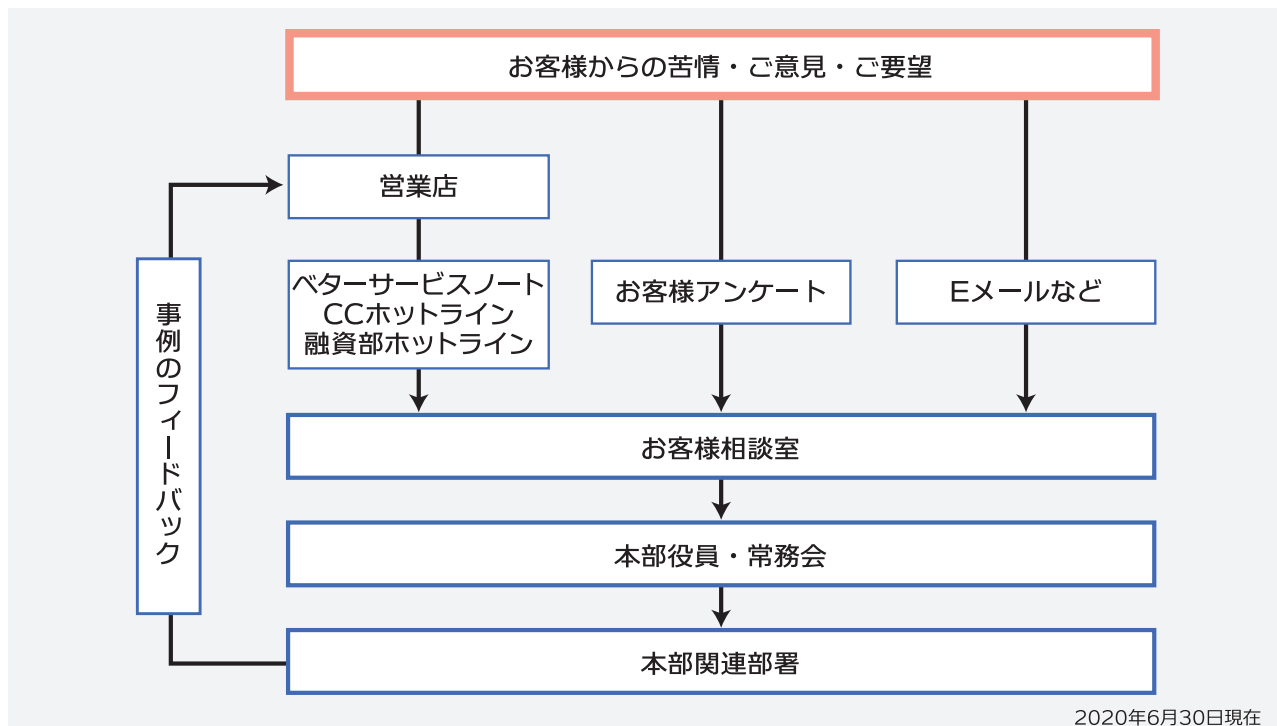 お客様からの苦情・ご意見・ご要望
営業店
ベターサービスノート
CCホットライン
融資部ホットライン
お客様アンケート
Eメールなど
事例のフィードバック
お客様相談室
本部役員・常務会
本部関連部署
2020年6月30日現在